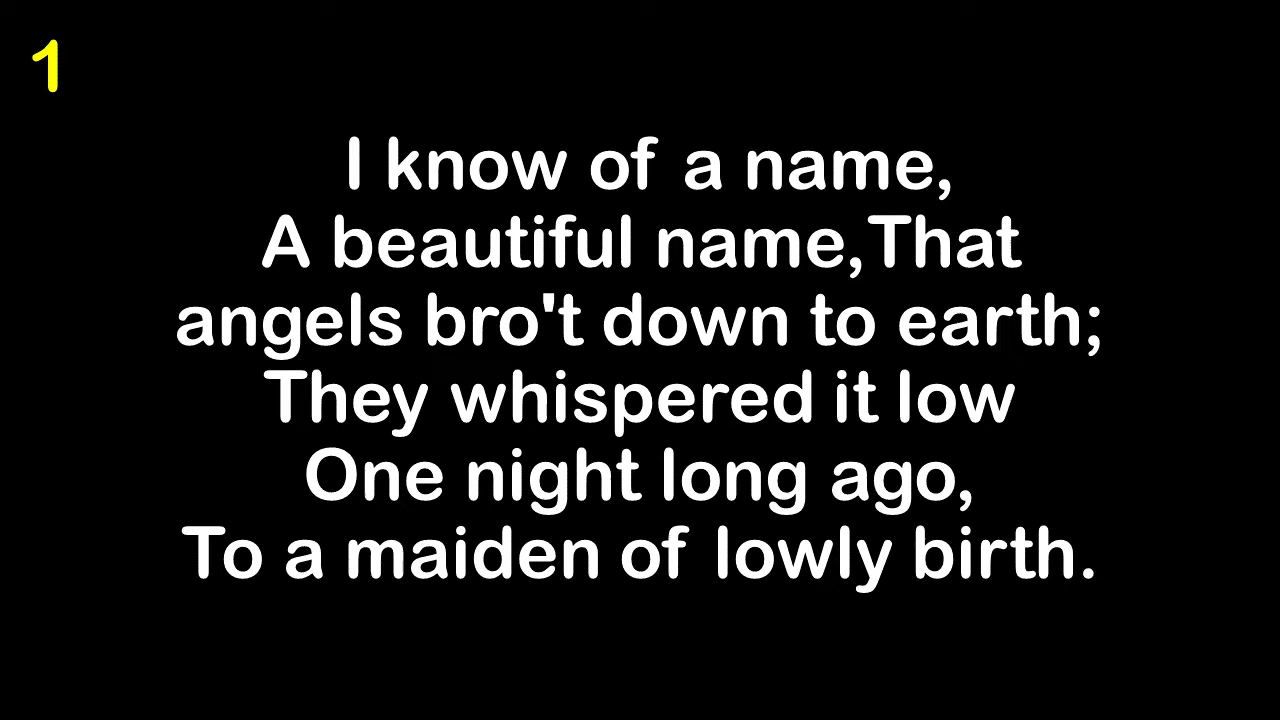 1
I know of a name,
A beautiful name,That
angels bro't down to earth;
They whispered it low
One night long ago,
To a maiden of lowly birth.